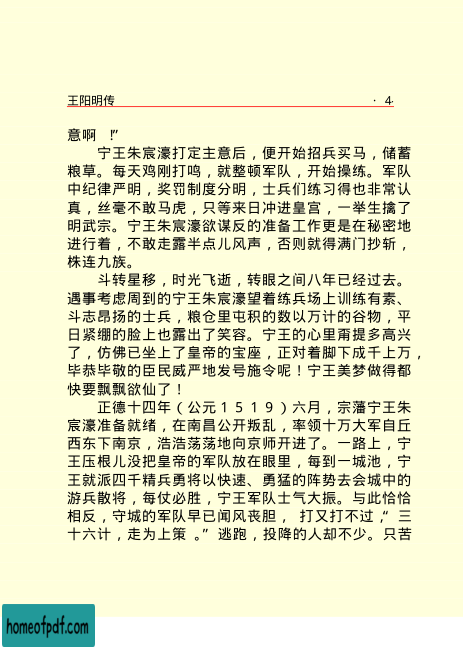 王阳明传 · 4·
意啊 !”
宁王朱宸濠打定主意后，便开始招兵买马，储蓄
粮草。每天鸡刚打鸣，就整顿军队，开始操练。军队
中纪律严明，奖罚制度分明，士兵们练习得也非常认
真，丝毫不敢马虎，只等来日冲进皇宫，一举生擒了
明武宗。宁王朱宸濠欲谋反的准备工作更是在秘密地
进行着，不敢走露半点儿风声，否则就得满门抄斩，
株连九族。
斗转星移，时光飞逝，转眼之间八年已经过去。
遇事考虑周到的宁王朱宸濠望着练兵场上训练有素、
斗志昂扬的士兵，粮仓里屯积的数以万计的谷物，平
日紧绷的脸上也露出了笑容。宁王的心里甭提多高兴
了，仿佛已坐上了皇帝的宝座，正对着脚下成千上万，
毕恭毕敬的臣民威严地发号施令呢！宁王美梦做得都
快要飘飘欲仙了！
正德十四年（公元１５１９）六月，宗藩宁王朱
宸濠准备就绪，在南昌公开叛乱，率领十万大军自丘
西东下南京，浩浩荡荡地向京师开进了。一路上，宁
王压根儿没把皇帝的军队放在眼里，每到一城池，宁
王就派四千精兵勇将以快速、勇猛的阵势去会城中的
游兵散将，每仗必胜，宁王军队士气大振。与此恰恰
相反，守城的军队早已闻风丧胆， 打又打不过，“ 三
十六计，走为上策 。” 逃跑，投降的人却不少。只苦
homeofpdf.com